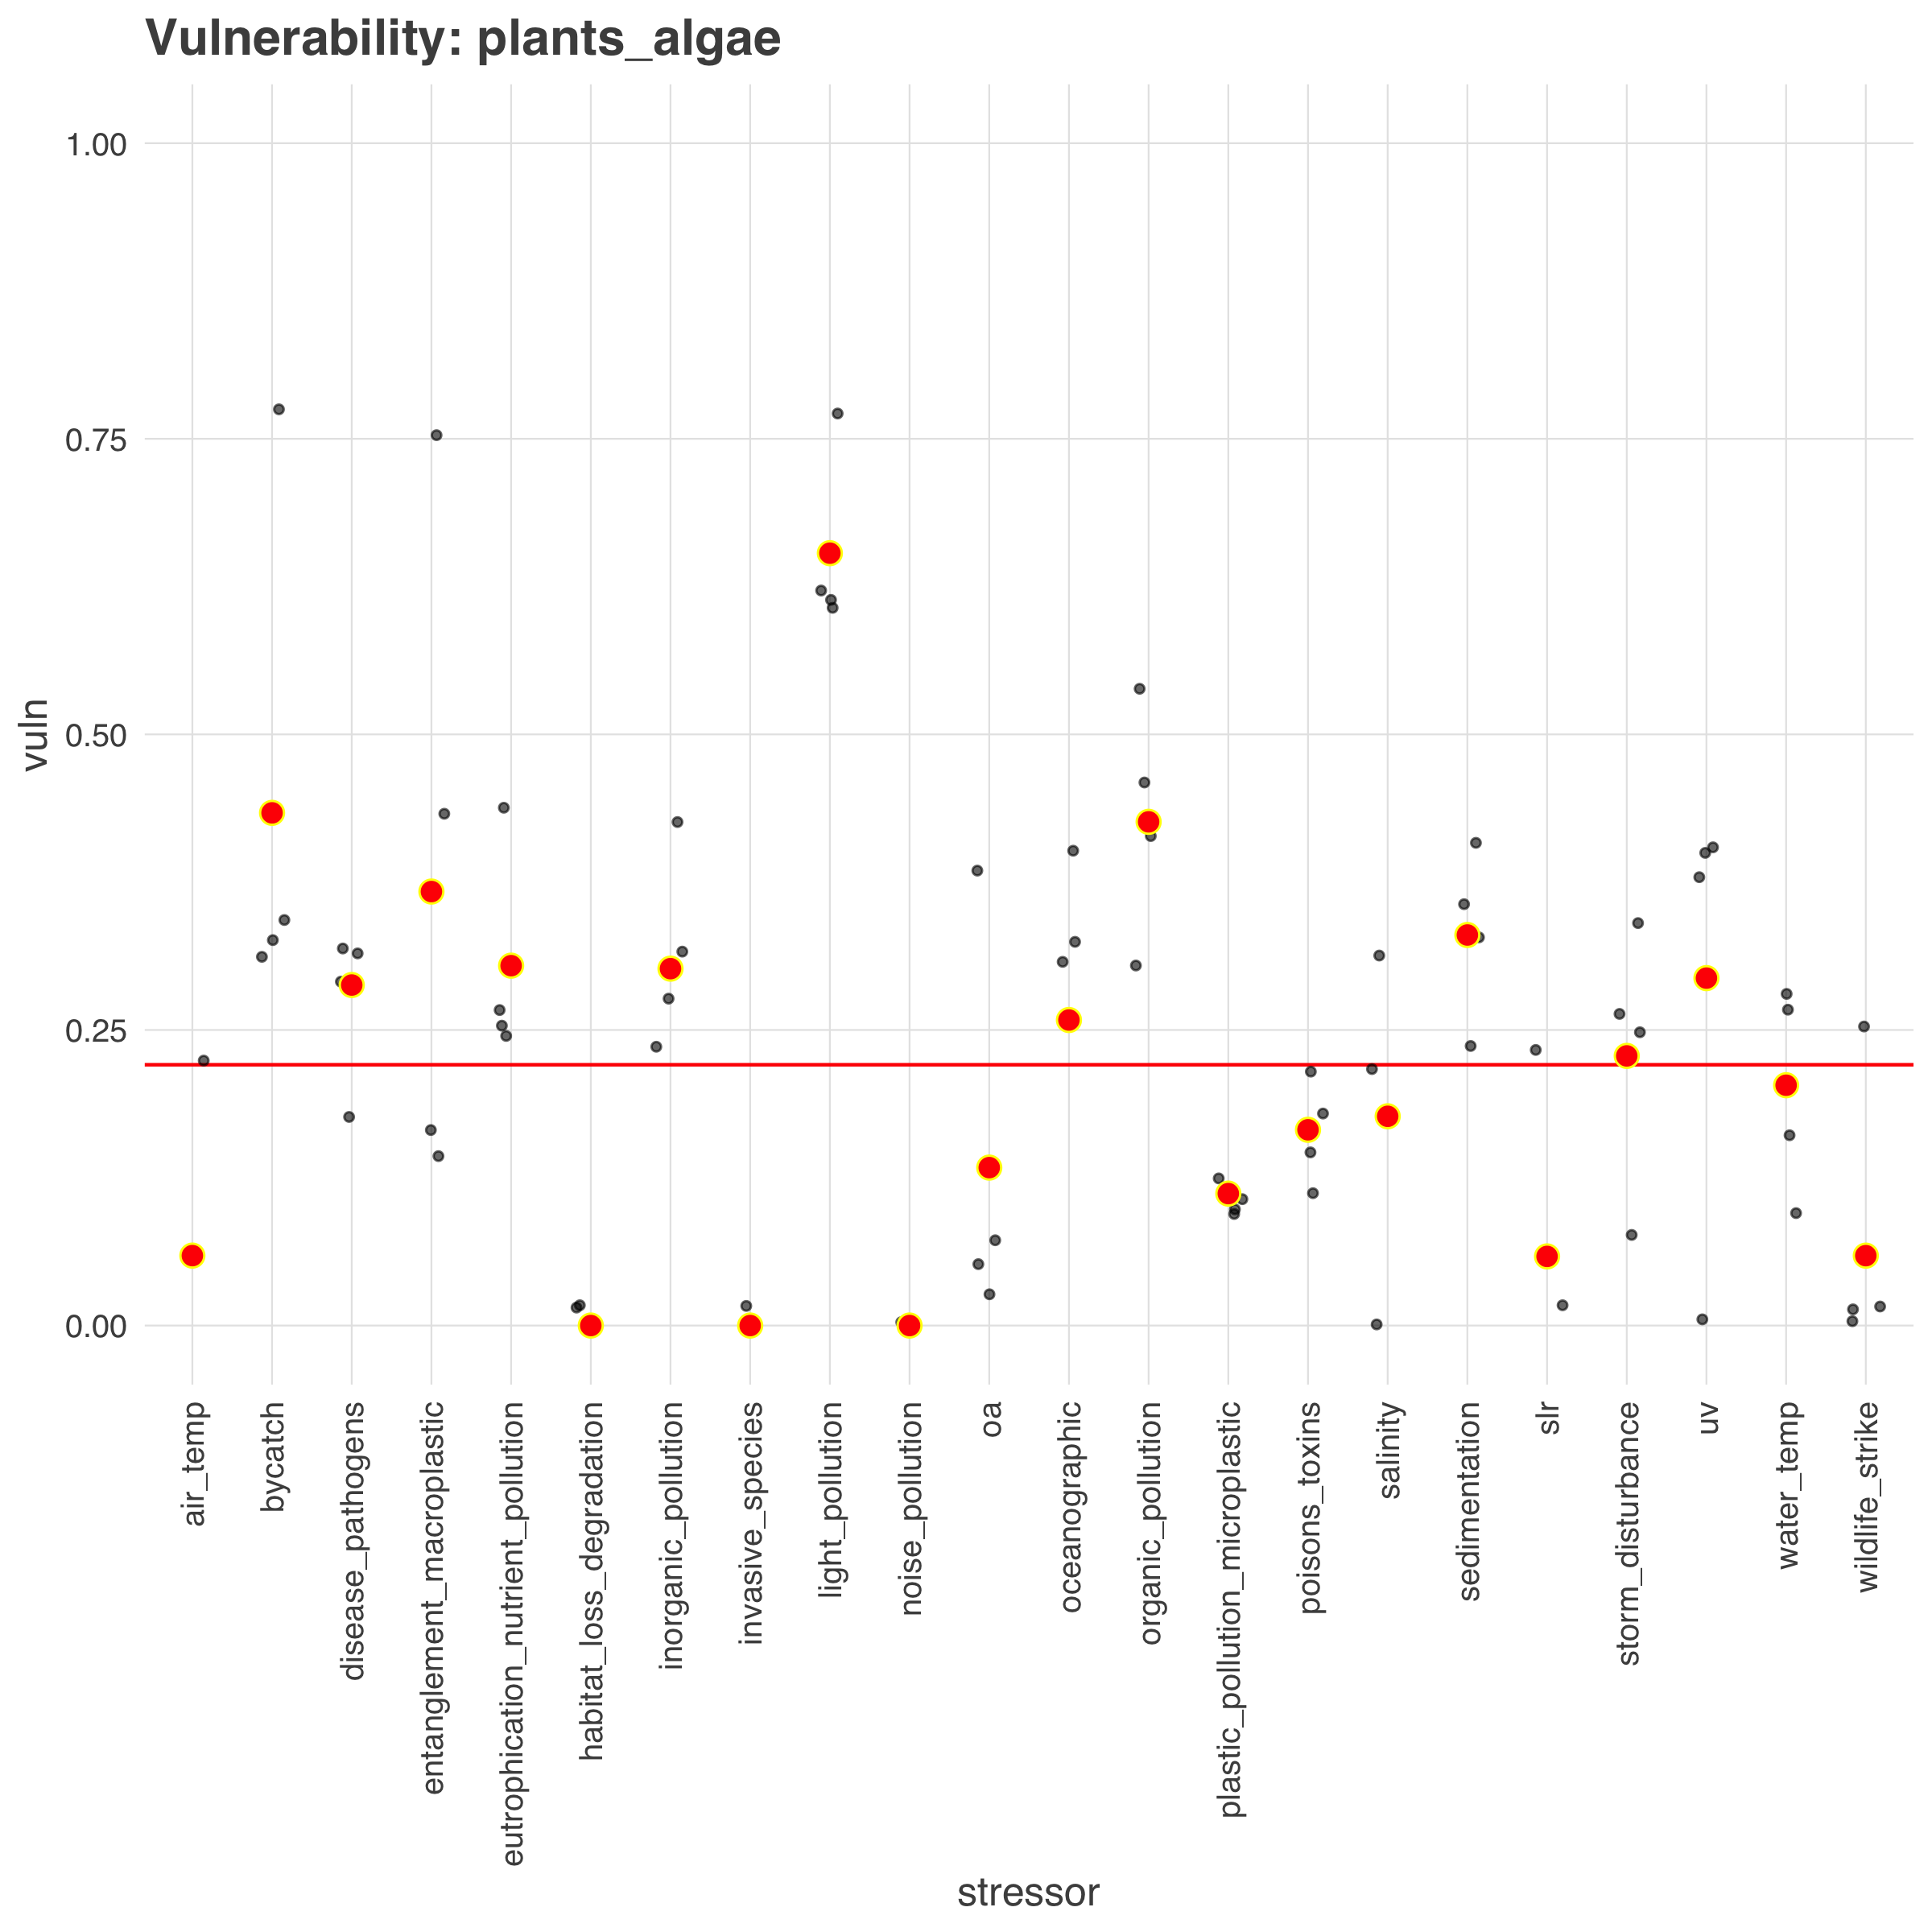 Vulnerability: plants_algae
1.00
0.75
0.50
0.25
0.00
vuln
air_temp
bycatch
disease_pathogens
entanglement_macroplastic
eutrophication_nutrient_pollution
habitat_loss_degradation
inorganic_pollution
invasive_species
light_pollution
noise_pollution
oa
oceanographic
organic_pollution
plastic_pollution_microplastic
poisons_toxins
salinity
sedimentation
slr
storm_disturbance
uv
water_temp
wildlife_strike
stressor